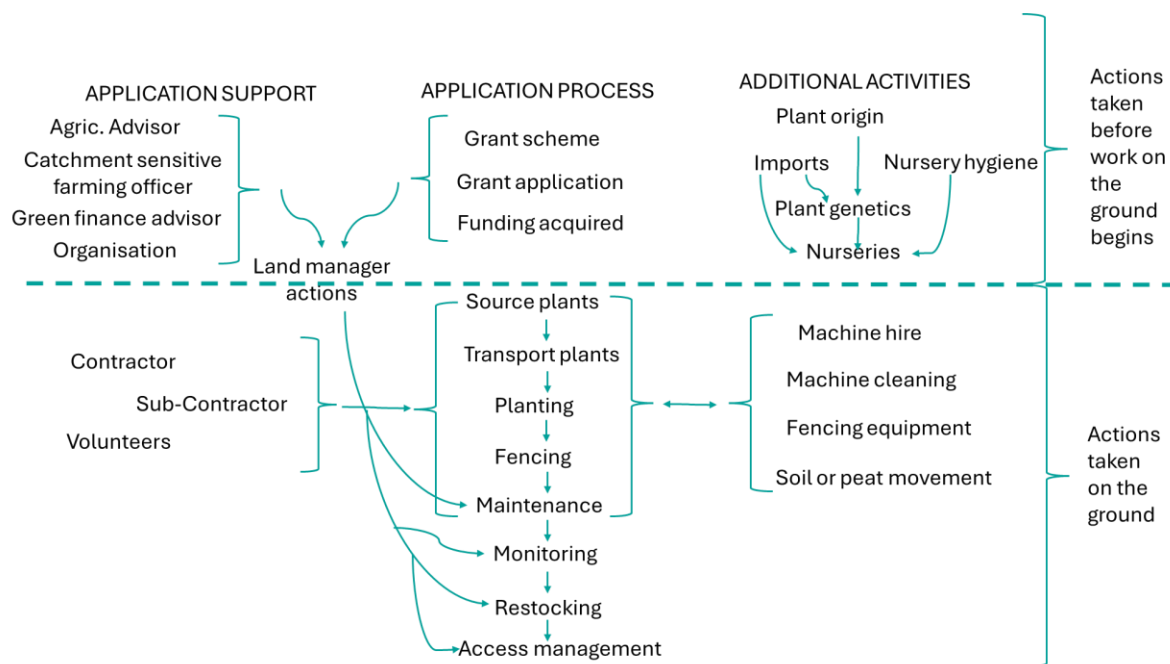 APPLICATION SUPPORT
Agric. Advisor
Catchment sensitive
farming officer
Green finance advisor
Organisation
APPLICATION PROCESS
Grant scheme
Grant application
Funding acquired
Land manager
actions
ADDITIONAL ACTIVITIES
Plant origin
Imports
Nursery hygiene
Plant genetics
Nurseries
Actions
taken
before
work on
the
ground
begins
Contractor
Sub-Contractor
Volunteers
Source plants
Transport plants
Planting
Fencing
Maintenance
Monitoring
Restocking
Access management
Machine hire
Machine cleaning
Fencing equipment
Soil or peat movement
Actions
taken
on the
ground